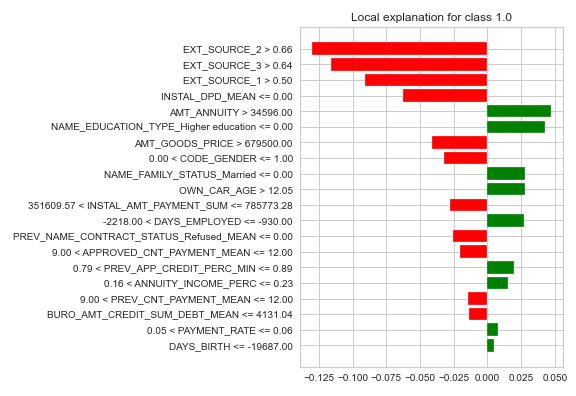 Local explanation for class 1.0
EXT_SOURCE_2 > 0.66
EXT_SOURCE_3 > 0.64
EXT_SOURCE_1 > 0.50
INSTAL_DPD_MEAN <= 0.00
AMT_ANNUITY > 34596.00
NAME_EDUCATION_TYPE_Higher education <= 0.00
AMT_GOODS_PRICE > 679500.00
0.00 < CODE_GENDER <= 1.00
NAME_FAMILY_STATUS_Married <= 0.00
OWN_CAR_AGE > 12.05
351609.57 < INSTAL_AMT_PAYMENT_SUM <= 785773.28
-2218.00 < DAYS_EMPLOYED <= -930.00
PREV_NAME_CONTRACT_STATUS_Refused_MEAN <= 0.00
9.00 < APPROVED_CNT_PAYMENT_MEAN <= 12.00
0.79 < PREV_APP_CREDIT_PERC_MIN <= 0.89
0.16 < ANNUITY_INCOME_PERC <= 0.23
9.00 < PREV_CNT_PAYMENT_MEAN <= 12.00
BURO_AMT_CREDIT_SUM_DEBT_MEAN <= 4131.04
0.05 < PAYMENT_RATE <= 0.06
DAYS_BIRTH <= -19687.00
−0.125 −0.100 −0.075 −0.050 −0.025 0.000 0.025 0.050